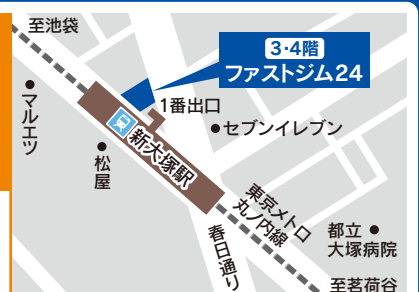 至池袋
3・4階
ファストジム24
1番出口
マルエツ
セブンイレブン
新大塚駅
松屋
東京メトロ
丸ノ内線
都立
大塚病院
春日通り
至茗荷谷